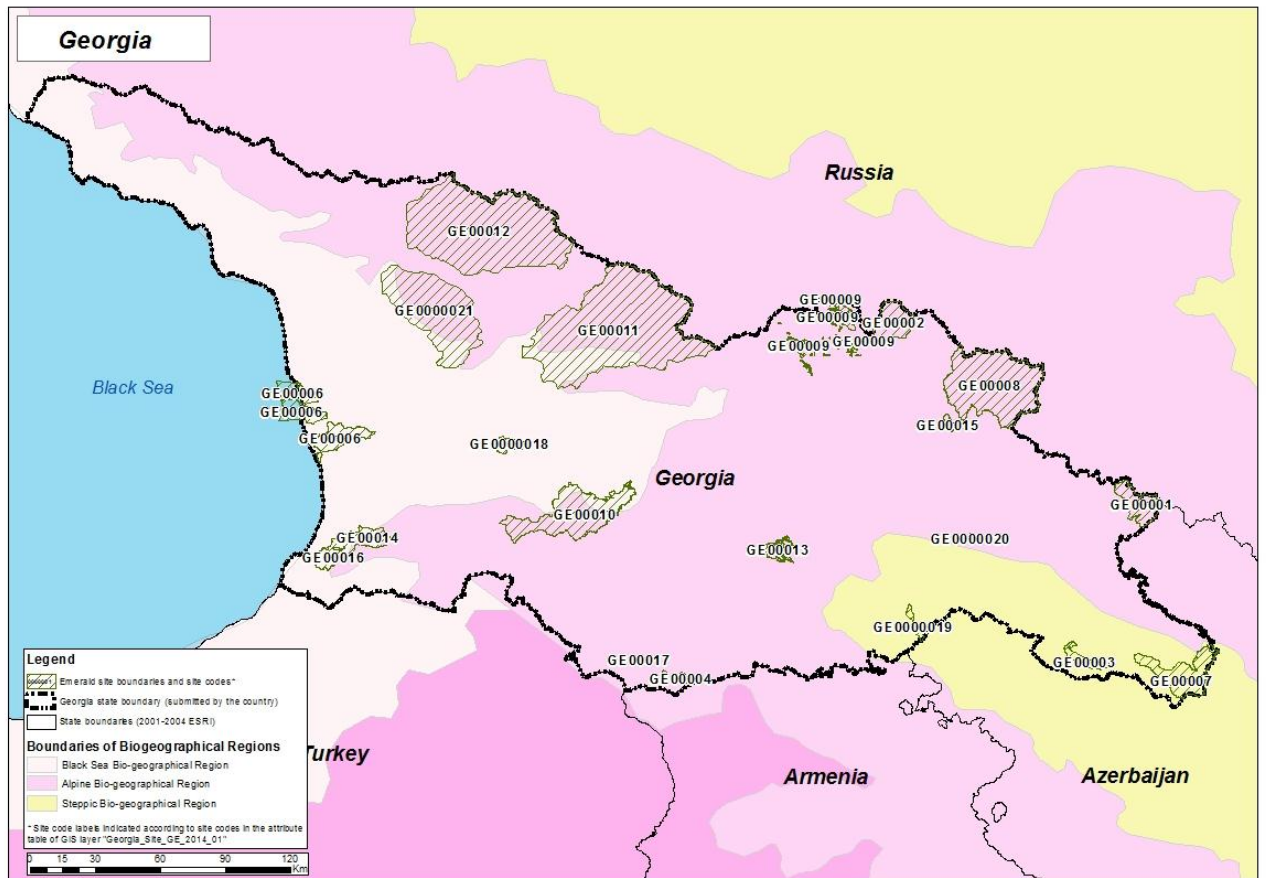 Georgia
Russia
GE00012
GE0000021
GE00011
GE00009
GE00009
GE00002
GE00009
GE00009
GE00008
Black Sea
GE00006
GE00006
GE00006
GE00015
GE0000018
Georgia
GE00001
GE00010
GE00014
GE00013
GE0000020
GE00016
GE0000019
GE00017
GE00003
GE00004
GE00007
Legend
Emerald site boundaries and site codes*
Georgia state boundary (submitted by the country)
State boundaries (2001-2004 ESRI)
Boundaries of Biogeographical Regions
Black Sea Bio-geographical Region
Alpine Bio-geographical Region
Steppic Bio-geographical Region
* Site code labels indicated according to site codes in the attribute
table of GIS layer "Georgia_Site_GE_2014_01"
0 15 30 60 90 120
Km
Turkey
Armenia
Azerbaijan